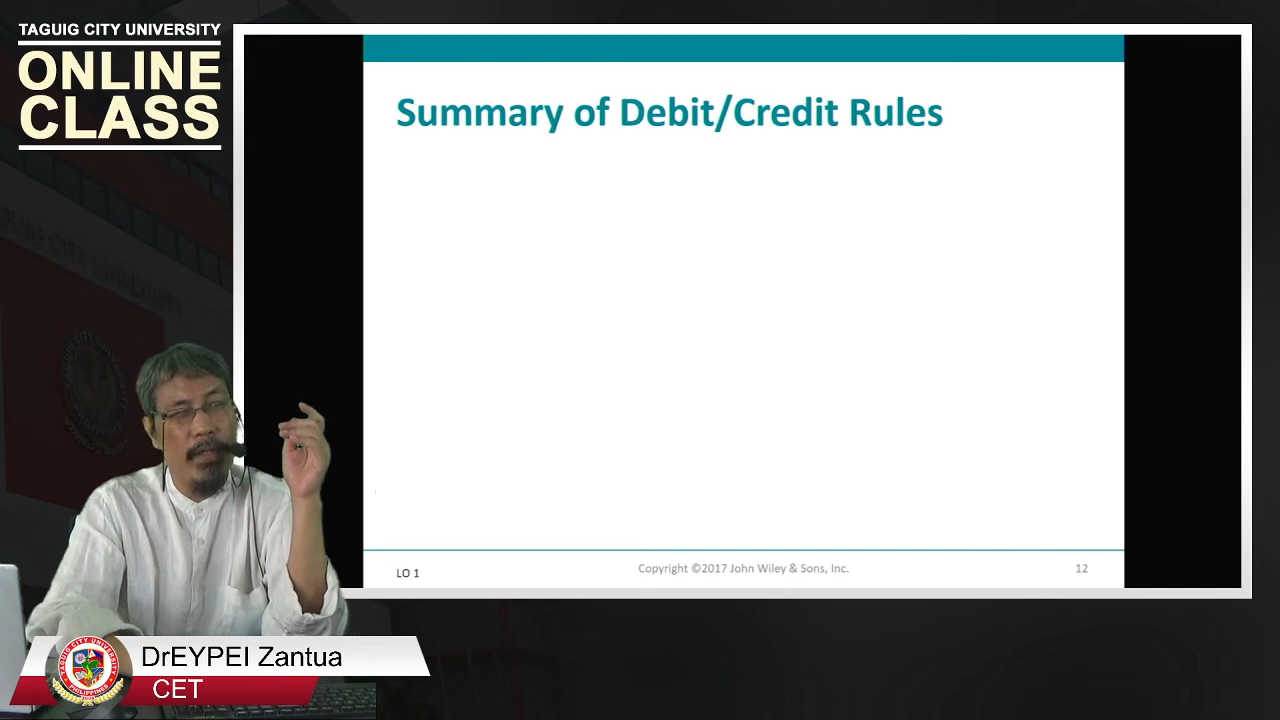 TAGUIG CITY UNIVERSITY
ONLINE
CLASS
Summary of Debit/Credit Rules
LO 1
Copyright ©2017 John Wiley & Sons, Inc.
12
DrEYPEI Zantua
CET